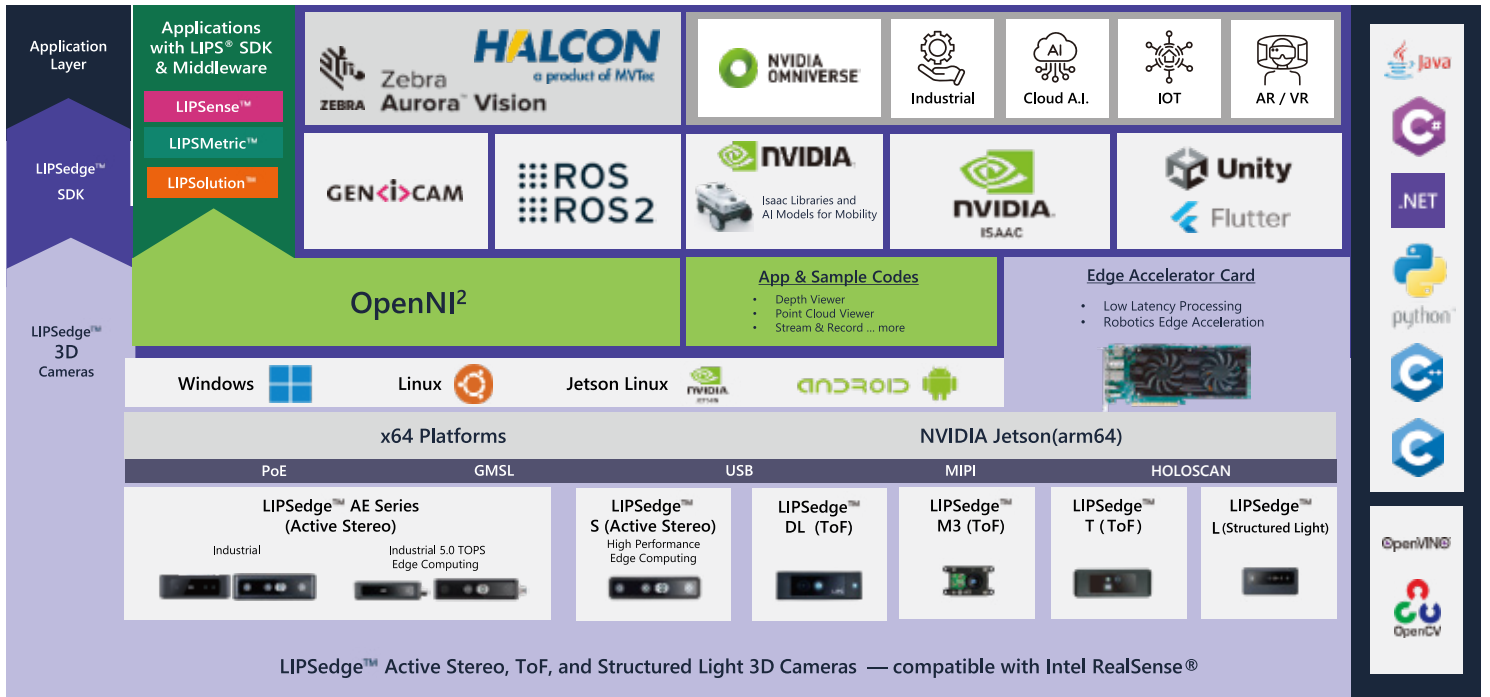 Application
Layer
LIPSedge™
SDK
LIPSedge™
3D
Cameras
Applications
with LIPS® SDK
& Middleware
LIPSense™
LIPSMetric™
LIPSolution™
ZEBRA
Zebra
Aurora™ Vision
HALCON
a product of MVTec
NVIDIA
OMNIVERSE
Industrial
AI
Cloud A.I.
IOT
AR / VR
GEN<i>CAM
ROS
ROS2
NVIDIA.
Isaac Libraries and
AI Models for Mobility
NVIDIA.
ISAAC
Unity
Flutter
OpenNI²
App & Sample Codes
• Depth Viewer
• Point Cloud Viewer
• Stream & Record ... more
Edge Accelerator Card
• Low Latency Processing
• Robotics Edge Acceleration
Windows
Linux
Jetson Linux
NVIDIA.
JETSON
ANDROID
x64 Platforms
NVIDIA Jetson(arm64)
PoE
GMSL
USB
MIPI
HOLOSCAN
LIPSedge™ AE Series
(Active Stereo)
Industrial
Industrial 5.0 TOPS
Edge Computing
LIPSedge™
S (Active Stereo)
High Performance
Edge Computing
LIPSedge™
DL (ToF)
LIPSedge™
M3 (ToF)
LIPSedge™
T (ToF)
LIPSedge™
L (Structured Light)
LIPSedge™ Active Stereo, ToF, and Structured Light 3D Cameras — compatible with Intel RealSense®
Java
C#
.NET
python™
C++
C
OpenVINO
OpenCV